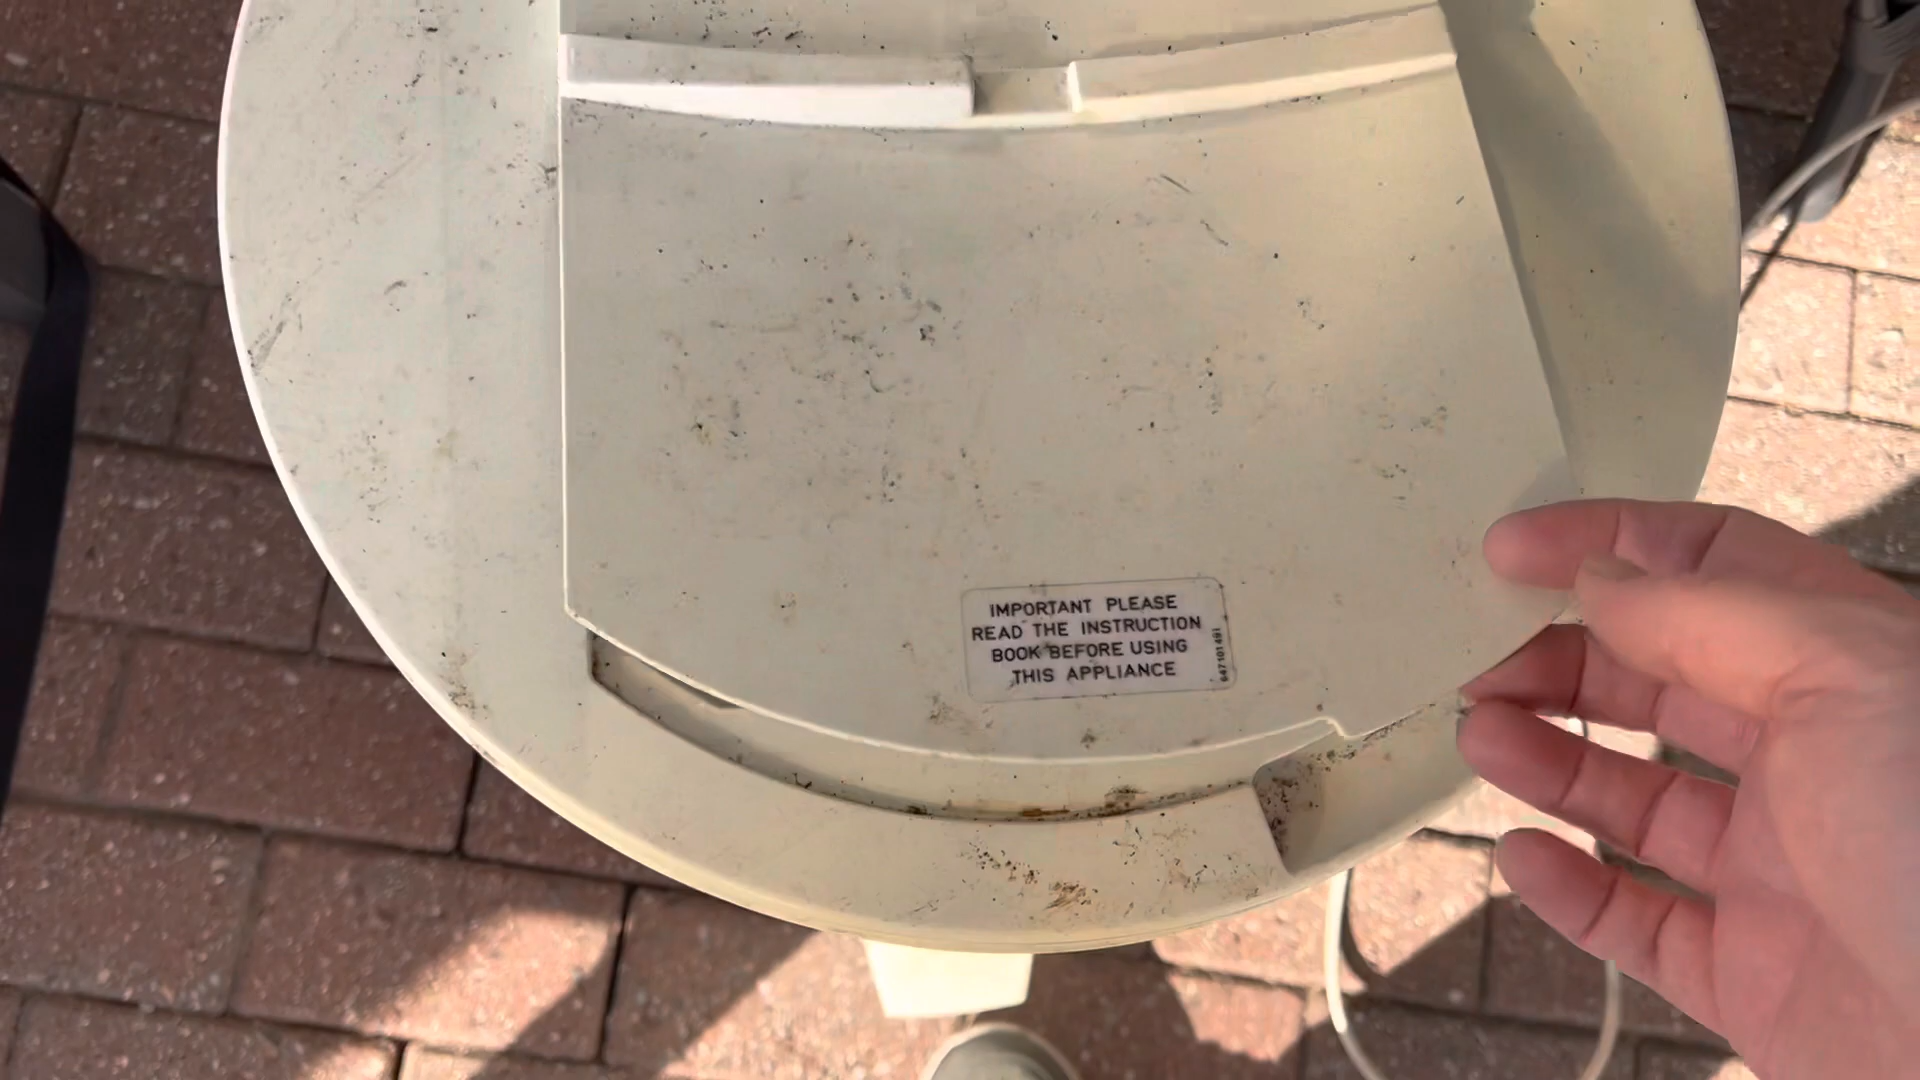 IMPORTANT PLEASE
READ THE INSTRUCTION
BOOK BEFORE USING
THIS APPLIANCE